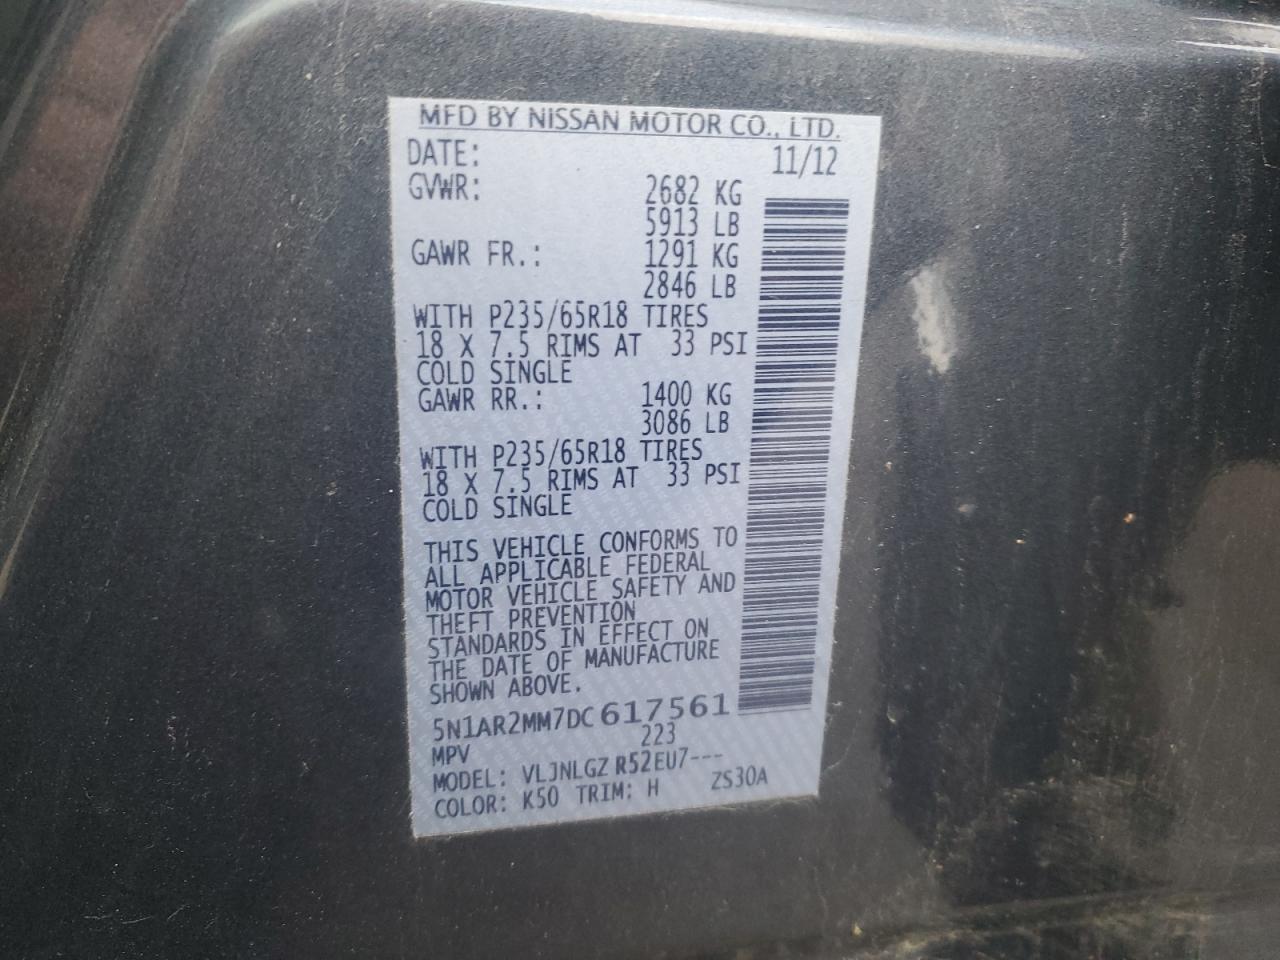 MFD BY NISSAN MOTOR CO., LTD.
DATE: 11/12
GVWR: 2682 KG
5913 LB
GAWR FR.: 1291 KG
2846 LB
WITH P235/65R18 TIRES
18 X 7.5 RIMS AT 33 PSI
COLD SINGLE
GAWR RR.: 1400 KG
3086 LB
WITH P235/65R18 TIRES
18 X 7.5 RIMS AT 33 PSI
COLD SINGLE
THIS VEHICLE CONFORMS TO
ALL APPLICABLE FEDERAL
MOTOR VEHICLE SAFETY AND
THEFT PREVENTION
STANDARDS IN EFFECT ON
THE DATE OF MANUFACTURE
SHOWN ABOVE.
5N1AR2MM7DC617561
MPV 223
MODEL: VLJNLGZ R52EU7---
COLOR: K50 TRIM: H ZS30A